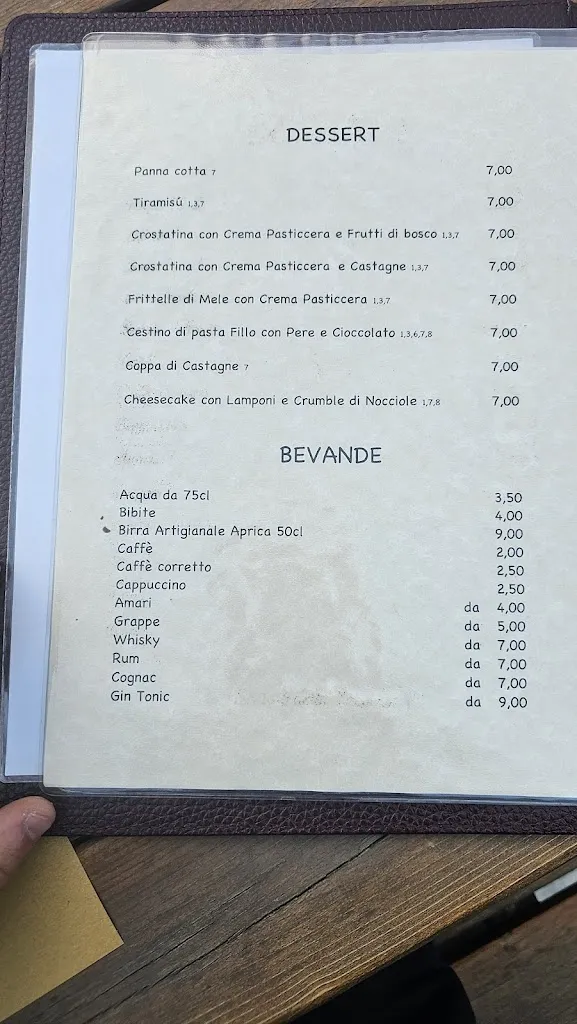 DESSERT
Panna cotta 7 7,00
Tiramisú 1,3,7 7,00
Crostatina con Crema Pasticcera e Frutti di bosco 1,3,7 7,00
Crostatina con Crema Pasticcera e Castagne 1,3,7 7,00
Frittelle di Mele con Crema Pasticcera 1,3,7 7,00
Cestino di pasta Fillo con Pere e Cioccolato 1,3,6,7,8 7,00
Coppa di Castagne 7 7,00
Cheesecake con Lamponi e Crumble di Nocciole 1,7,8 7,00
BEVANDE
Acqua da 75cl 3,50
Bibite 4,00
Birra Artigianale Aprica 50cl 9,00
Caffè 2,00
Caffè corretto 2,50
Cappuccino 2,50
Amari da 4,00
Grappe da 5,00
Whisky da 7,00
Rum da 7,00
Cognac da 7,00
Gin Tonic da 9,00